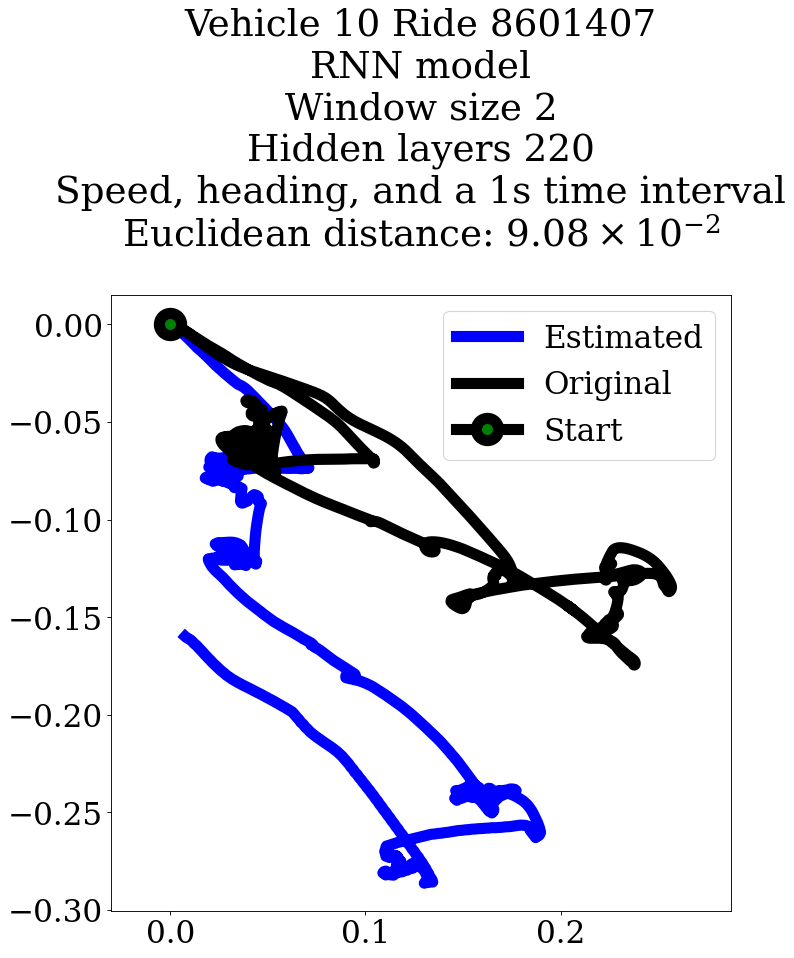 Vehicle 10 Ride 8601407
RNN model
Window size 2
Hidden layers 220
Speed, heading, and a 1s time interval
Euclidean distance: 9.08 × 10⁻²
Estimated
Original
Start
0.00
−0.05
−0.10
−0.15
−0.20
−0.25
−0.30
0.0 0.1 0.2